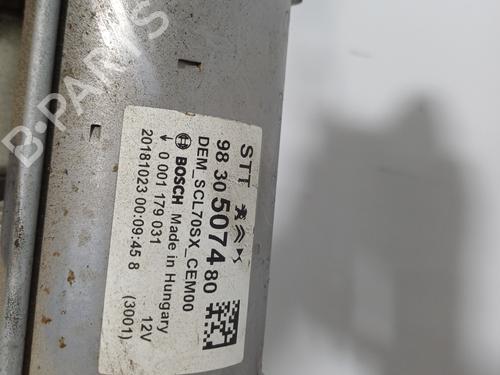 STT
98 30 5074 80
DEM_SCL70SX_CEM00
BOSCH Made in Hungary
0 001 179 031 12V
20181023 00:09:45 8 (3001)
B-PARTS